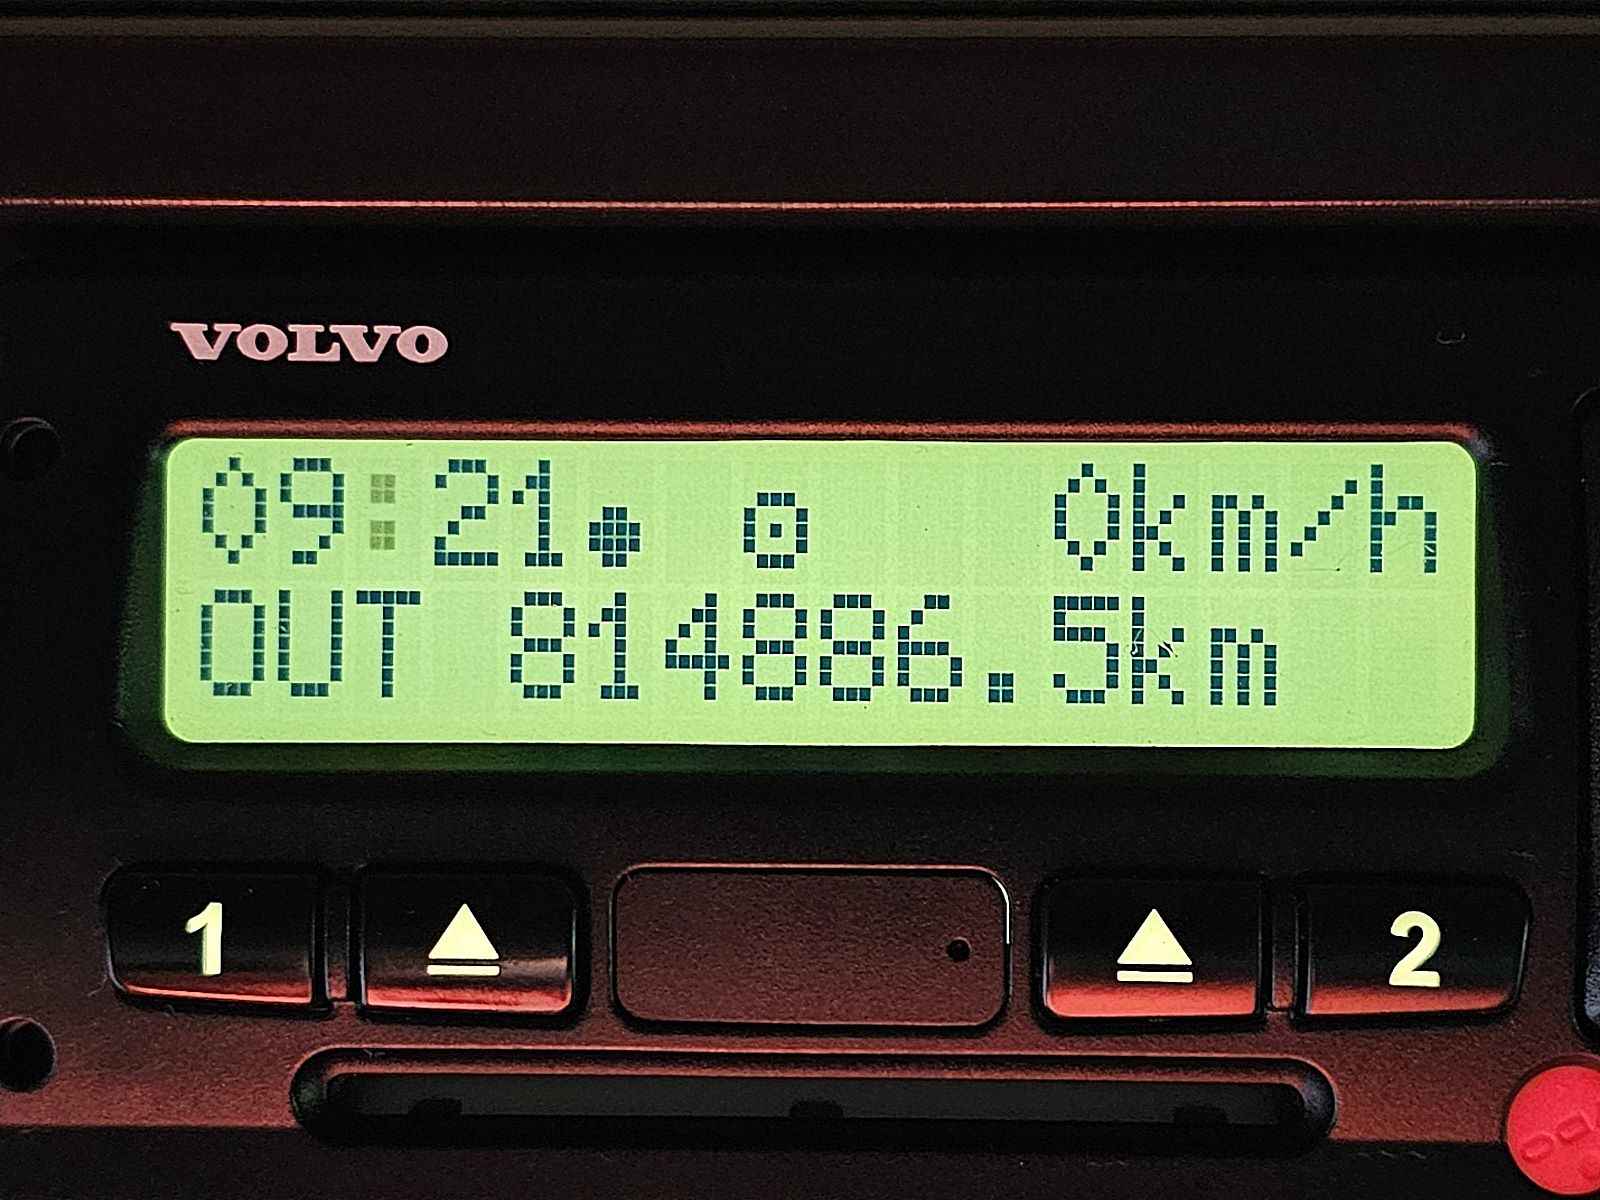 VOLVO
09:21● ⊙ 0km/h
OUT 814886.5km
1 ⏏ ⏏ 2